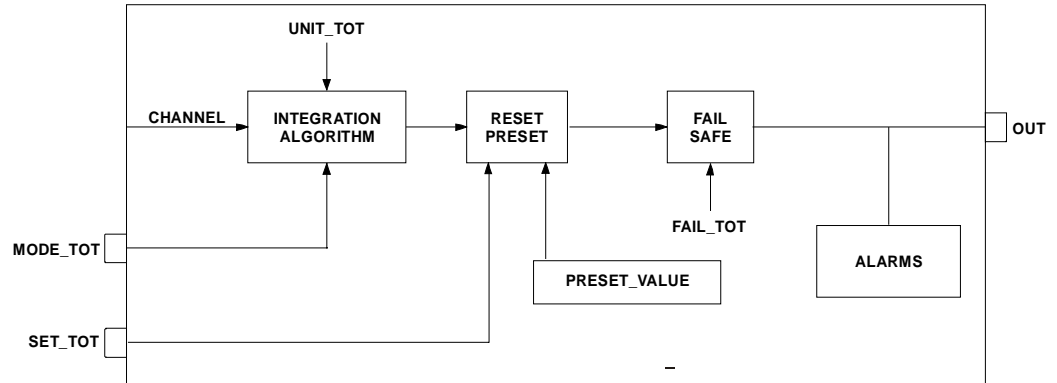 UNIT_TOT
CHANNEL
INTEGRATION
ALGORITHM
RESET
PRESET
FAIL
SAFE
OUT
FAIL_TOT
MODE_TOT
PRESET_VALUE
ALARMS
SET_TOT
_